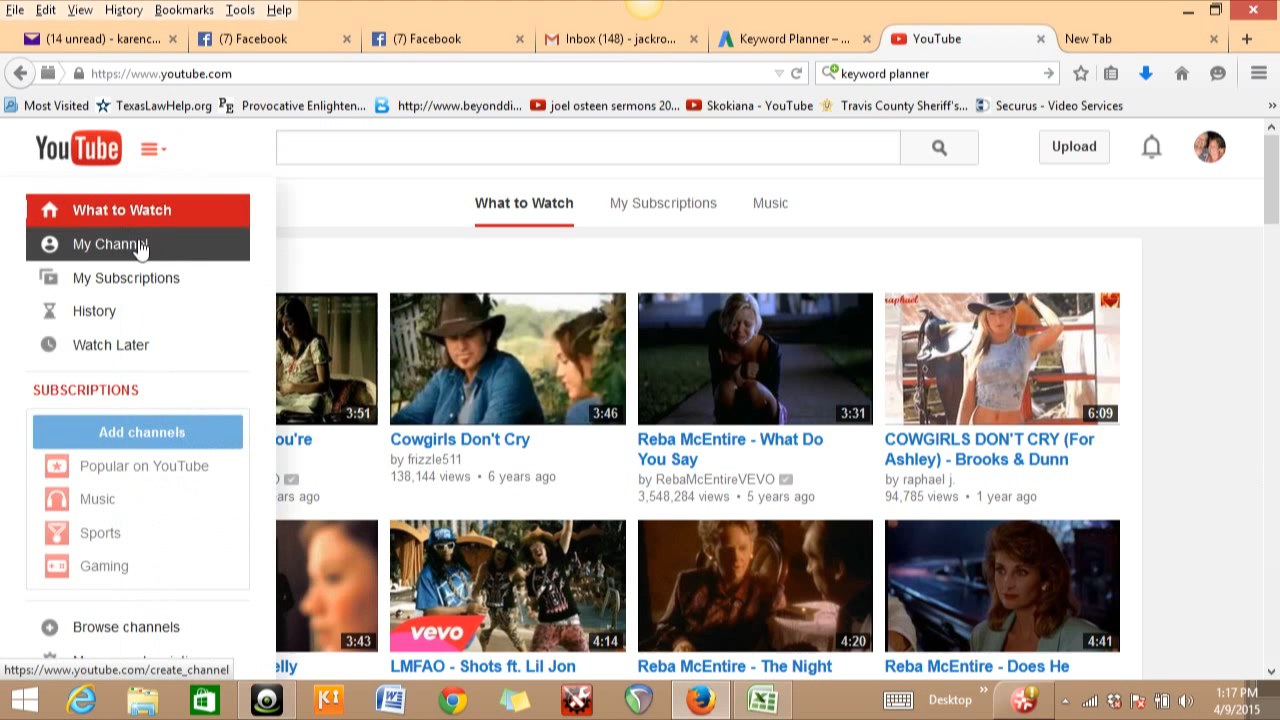 File Edit View History Bookmarks Tools Help
(14 unread) - karenc...
(7) Facebook
(7) Facebook
Inbox (148) - jackro...
Keyword Planner – ...
YouTube
New Tab
https://www.youtube.com
keyword planner
Most Visited
TexasLawHelp.org
PE Provocative Enlighten...
http://www.beyonddi...
joel osteen sermons 20...
Skokiana - YouTube
Travis County Sheriff's...
Securus - Video Services
YouTube
Upload
What to Watch
My Subscriptions
Music
What to Watch
My Channel
My Subscriptions
History
Watch Later
SUBSCRIPTIONS
Add channels
Popular on YouTube
Music
Sports
Gaming
Browse channels
3:51
ou're
ars ago
3:46
Cowgirls Don't Cry
by frizzle511
138,144 views • 6 years ago
3:31
Reba McEntire - What Do
You Say
by RebaMcEntireVEVO
3,548,284 views • 5 years ago
raphael
6:09
COWGIRLS DON'T CRY (For
Ashley) - Brooks & Dunn
by raphael j.
94,785 views • 1 year ago
3:43
elly
vevo
4:14
LMFAO - Shots ft. Lil Jon
4:20
Reba McEntire - The Night
4:41
Reba McEntire - Does He
https://www.youtube.com/create_channel
Desktop
1:17 PM
4/9/2015